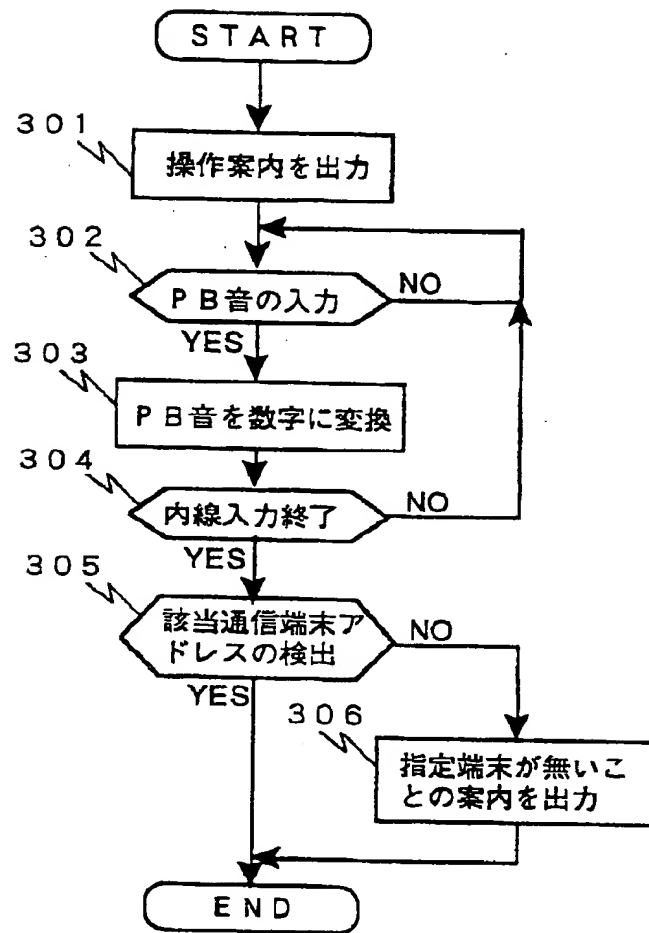 START
301
操作案内を出力
302
PB音の入力
NO
YES
303
PB音を数字に変換
304
内線入力終了
NO
YES
305
該当通信端末ア
ドレスの検出
NO
YES
306
指定端末が無いこ
との案内を出力
END